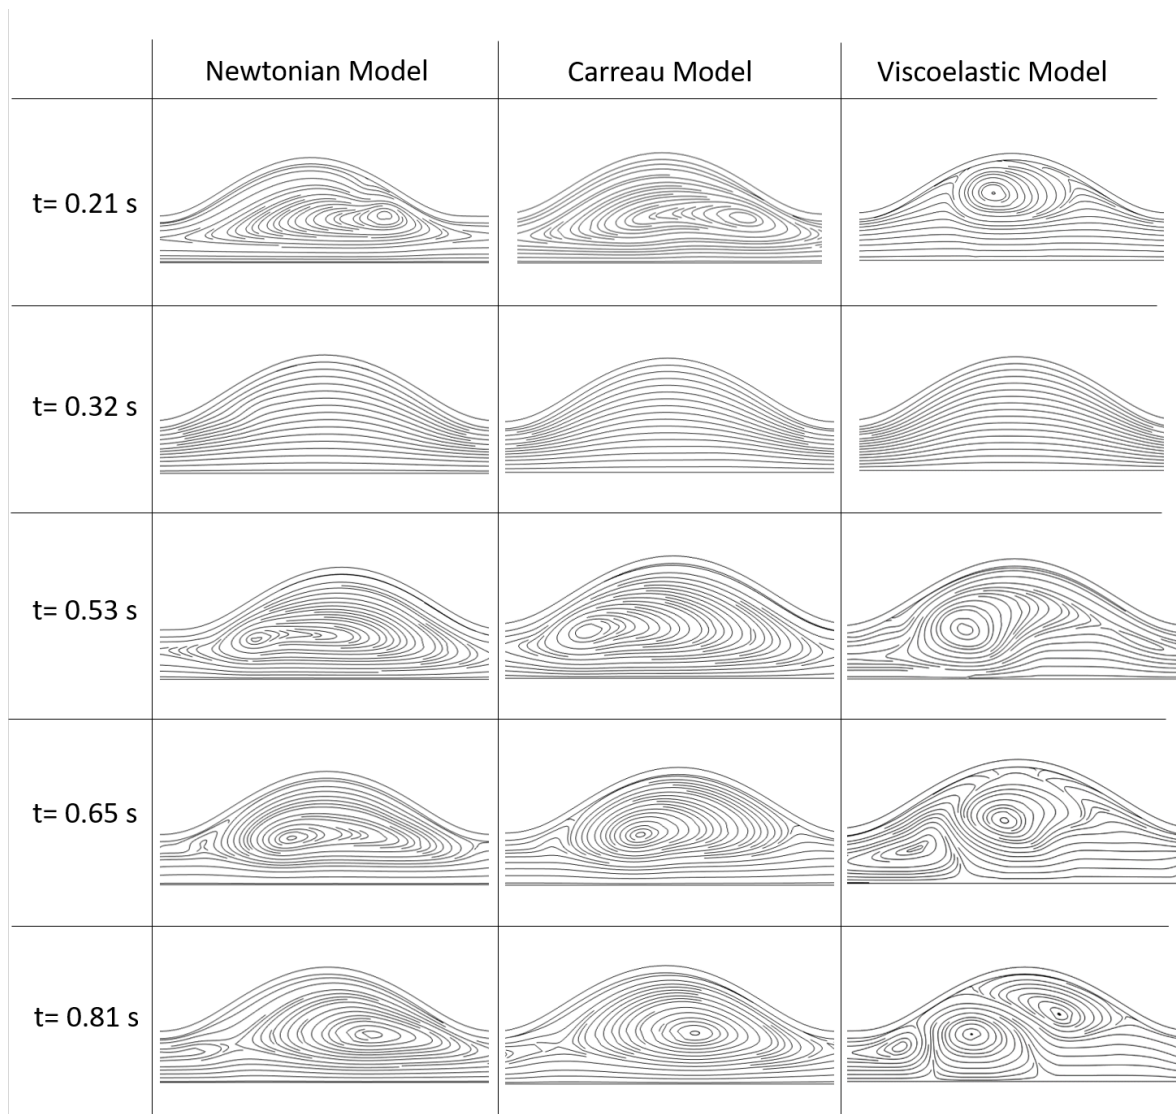 Newtonian Model Carreau Model Viscoelastic Model
t= 0.21 s
t= 0.32 s
t= 0.53 s
t= 0.65 s
t= 0.81 s